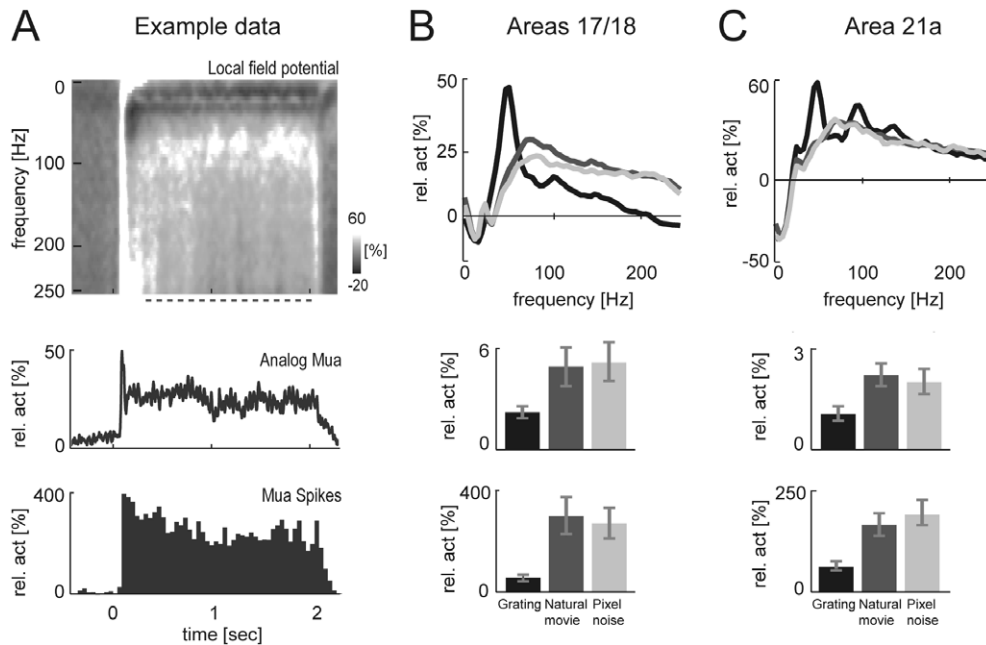 A Example data
Local field potential
frequency [Hz]
0
100
200
250
60
[%]
-20
Analog Mua
rel. act [%]
50
0
Mua Spikes
rel. act [%]
400
0
0 1 2
time [sec]
B Areas 17/18
rel. act [%]
50
25
0
0 100 200
frequency [Hz]
rel. act [%]
6
0
rel. act [%]
400
0
Grating Natural movie Pixel noise
C Area 21a
rel. act [%]
60
0
-50
0 100 200
frequency [Hz]
rel. act [%]
3
0
rel. act [%]
250
0
Grating Natural movie Pixel noise